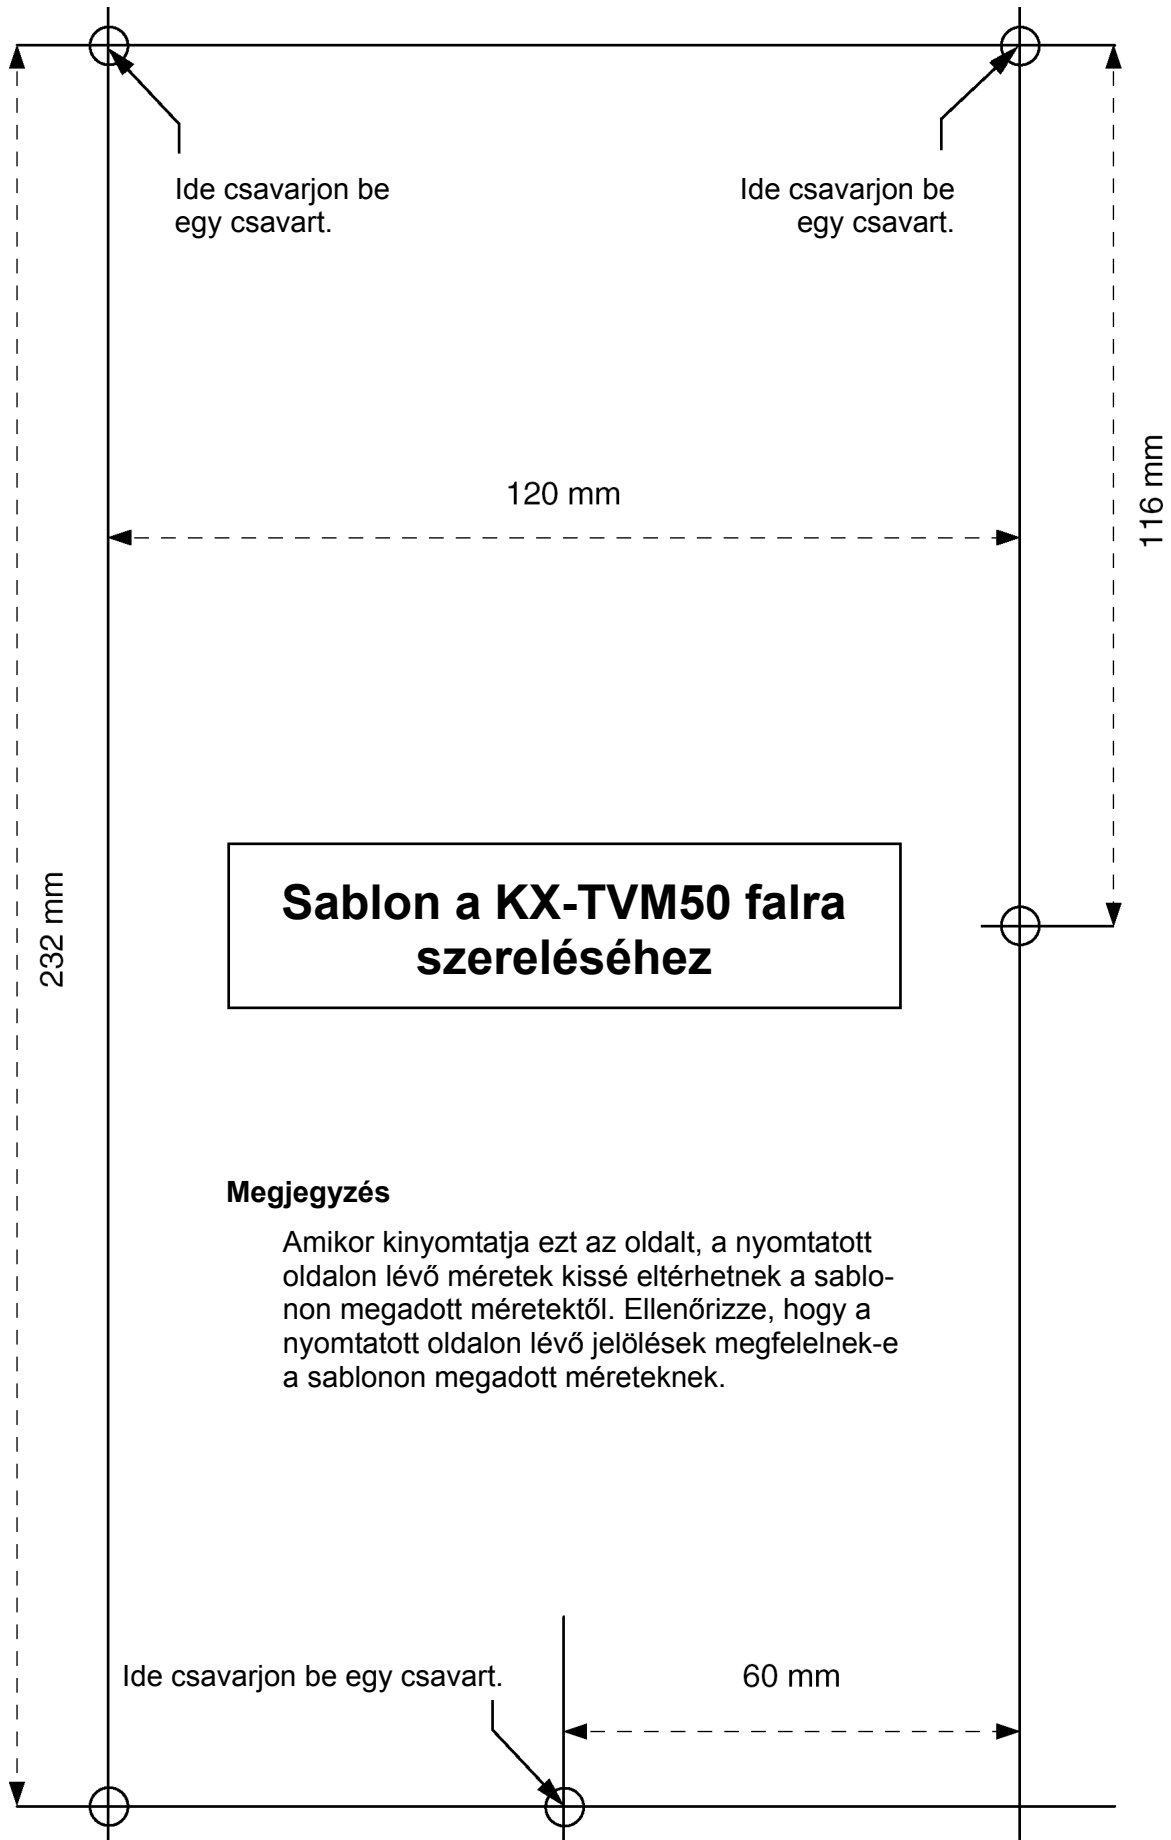 Ide csavarjon be
egy csavart.
Ide csavarjon be
egy csavart.
120 mm
116 mm
232 mm
Sablon a KX-TVM50 falra
szereléséhez
Megjegyzés
Amikor kinyomtatja ezt az oldalt, a nyomtatott
oldalon lévő méretek kissé eltérhetnek a sablo-
non megadott méretektől. Ellenőrizze, hogy a
nyomtatott oldalon lévő jelölések megfelelnek-e
a sablonon megadott méreteknek.
Ide csavarjon be egy csavart.
60 mm